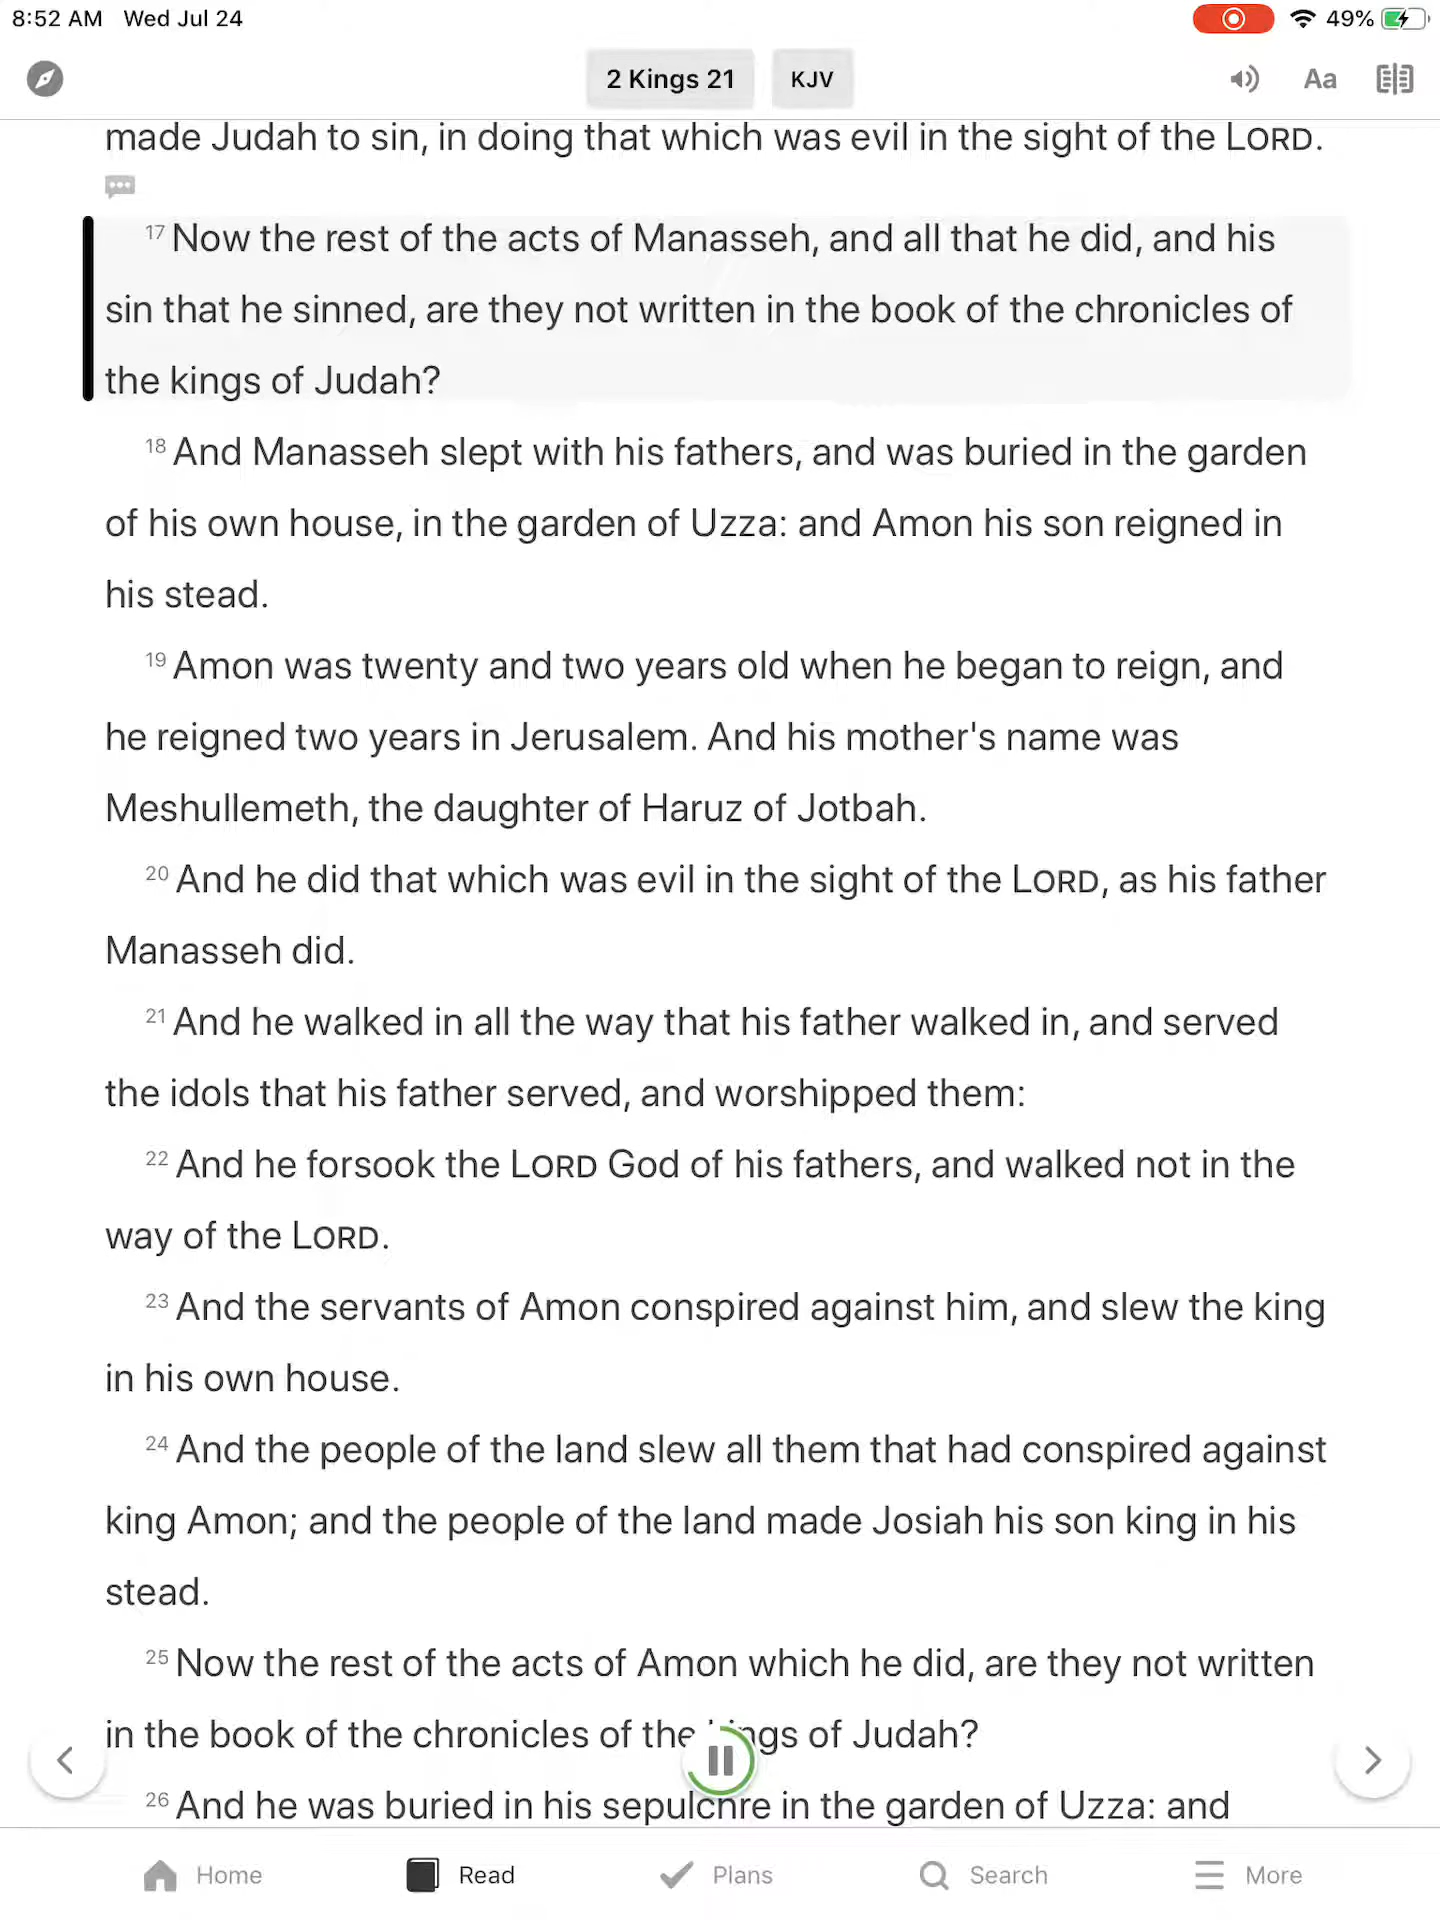 8:52 AM Wed Jul 24 49%
2 Kings 21 KJV Aa
made Judah to sin, in doing that which was evil in the sight of the LORD.
17 Now the rest of the acts of Manasseh, and all that he did, and his
sin that he sinned, are they not written in the book of the chronicles of
the kings of Judah?
18 And Manasseh slept with his fathers, and was buried in the garden
of his own house, in the garden of Uzza: and Amon his son reigned in
his stead.
19 Amon was twenty and two years old when he began to reign, and
he reigned two years in Jerusalem. And his mother's name was
Meshullemeth, the daughter of Haruz of Jotbah.
20 And he did that which was evil in the sight of the LORD, as his father
Manasseh did.
21 And he walked in all the way that his father walked in, and served
the idols that his father served, and worshipped them:
22 And he forsook the LORD God of his fathers, and walked not in the
way of the LORD.
23 And the servants of Amon conspired against him, and slew the king
in his own house.
24 And the people of the land slew all them that had conspired against
king Amon; and the people of the land made Josiah his son king in his
stead.
25 Now the rest of the acts of Amon which he did, are they not written
in the book of the chronicles of the kings of Judah?
26 And he was buried in his sepulchre in the garden of Uzza: and
Home Read Plans Search More